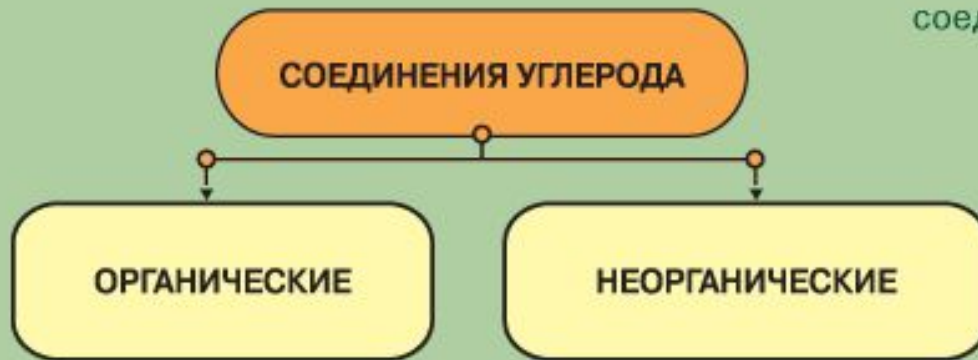 СОЕДИНЕНИЯ УГЛЕРОДА
ОРГАНИЧЕСКИЕ
НЕОРГАНИЧЕСКИЕ